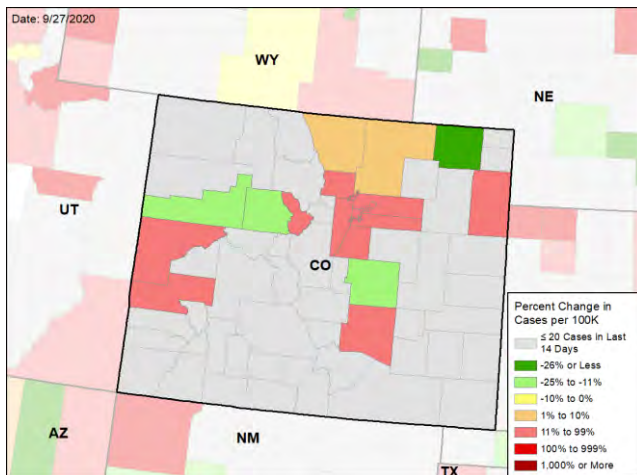 Date: 9/27/2020
WY
NE
UT
CO
AZ
NM
TX
Percent Change in
Cases per 100K
≤ 20 Cases in Last
14 Days
-26% or Less
-25% to -11%
-10% to 0%
1% to 10%
11% to 99%
100% to 999%
1,000% or More